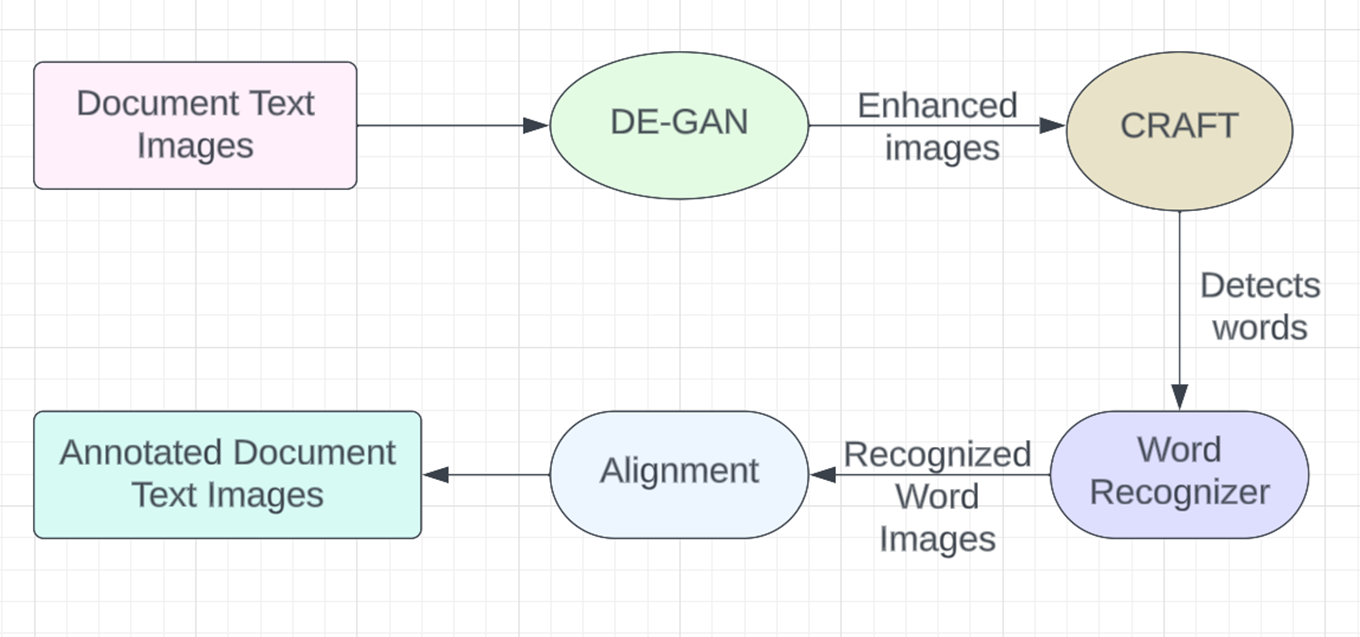 Document Text
Images
DE-GAN
Enhanced
images
CRAFT
Detects
words
Word
Recognizer
Recognized
Word
Images
Alignment
Annotated Document
Text Images